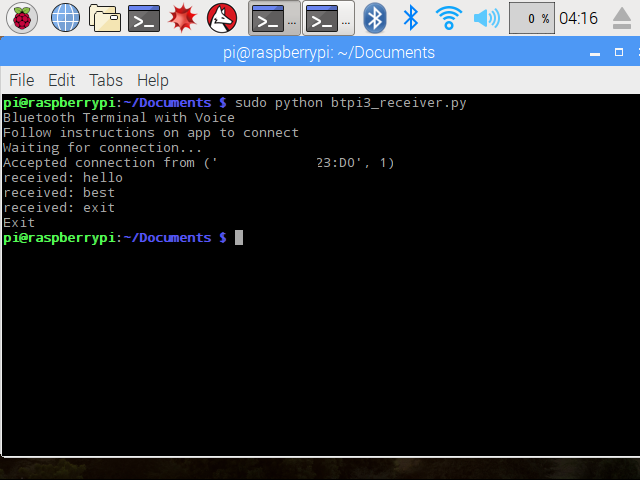 ... ... 0 % 04:16
pi@raspberrypi: ~/Documents
File Edit Tabs Help
pi@raspberrypi:~/Documents $ sudo python btpi3_receiver.py
Bluetooth Terminal with Voice
Follow instructions on app to connect
Waiting for connection...
Accepted connection from (' 23:D0', 1)
received: hello
received: best
received: exit
Exit
pi@raspberrypi:~/Documents $